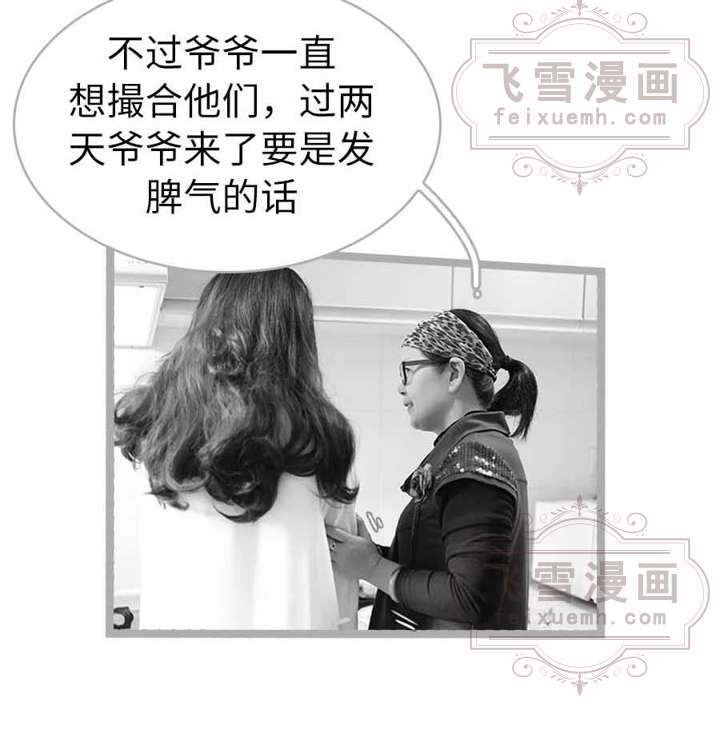 不过爷爷一直
想撮合他们，过两
天爷爷来了要是发
脾气的话
飞雪漫画
feixuemh.com
飞雪漫画
feixuemh.com